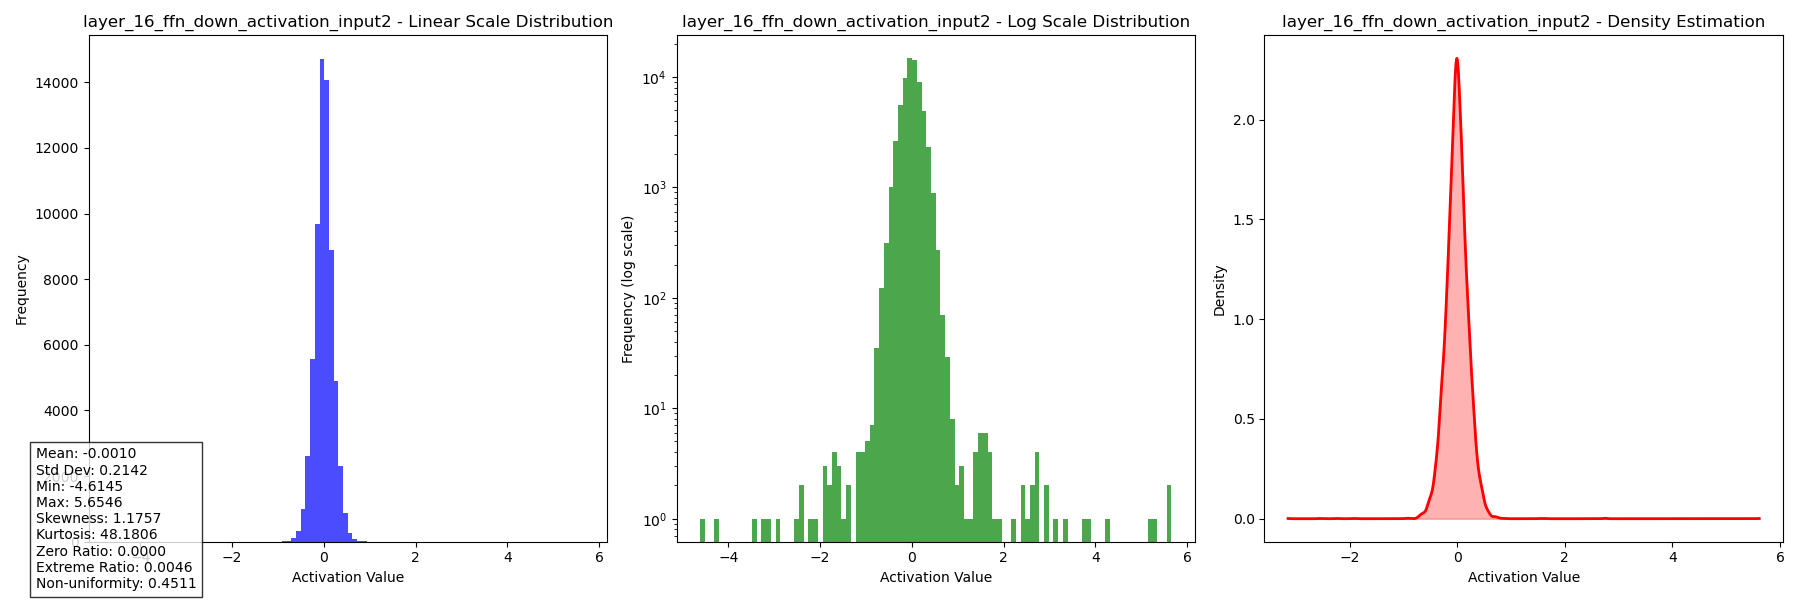 layer_16_ffn_down_activation_input2 - Linear Scale Distribution
14000
12000
10000
8000
6000
4000
2000
0
Frequency
−4
−2
0
2
4
6
Activation Value
Mean: -0.0010
Std Dev: 0.2142
Min: -4.6145
Max: 5.6546
Skewness: 1.1757
Kurtosis: 48.1806
Zero Ratio: 0.0000
Extreme Ratio: 0.0046
Non-uniformity: 0.4511
layer_16_ffn_down_activation_input2 - Log Scale Distribution
10⁴
10³
10²
10¹
10⁰
Frequency (log scale)
−4
−2
0
2
4
6
Activation Value
layer_16_ffn_down_activation_input2 - Density Estimation
2.0
1.5
1.0
0.5
0.0
Density
−2
0
2
4
6
Activation Value